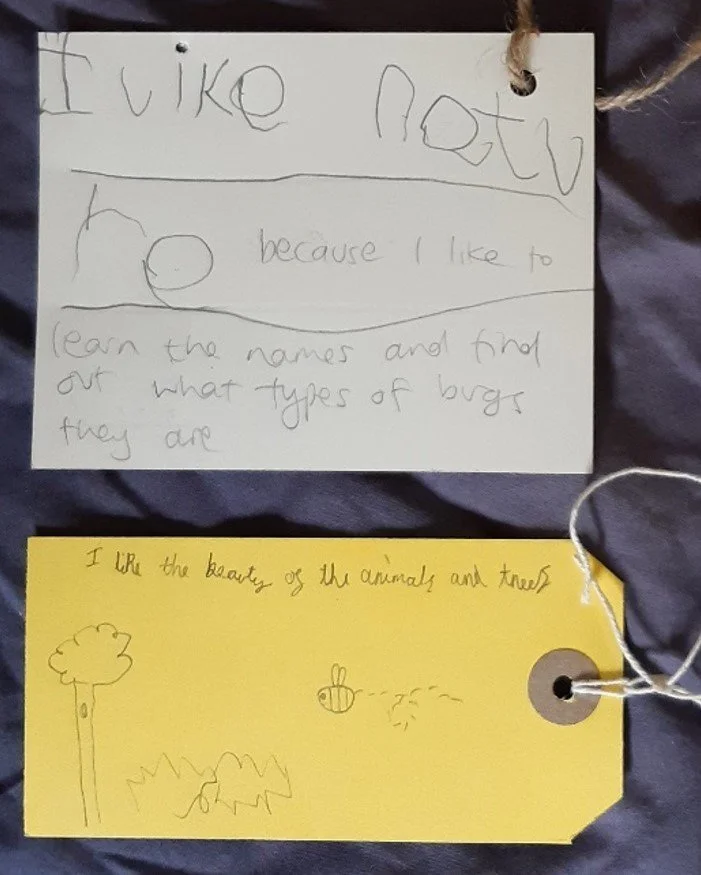 I like natu
re because I like to
learn the names and find
out what types of bugs
they are
I like the beauty of the animals and trees